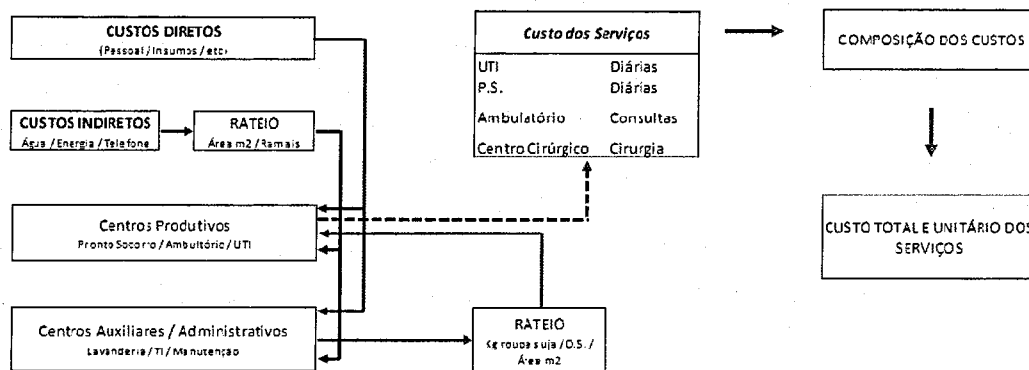 CUSTOS DIRETOS
(Pessoal / Insumos / etc)
CUSTOS INDIRETOS
Água / Energia / Telefone
RATEIO
Área m2 / Ramais
Centros Produtivos
Pronto Socorro / Ambultório / UTI
Centros Auxiliares / Administrativos
Lavanderia / TI / Manutenção
RATEIO
Kg roupa suja / O.S. /
Área m2
Custo dos Serviços
UTI Diárias
P.S. Diárias
Ambulatório Consultas
Centro Cirúrgico Cirurgia
COMPOSIÇÃO DOS CUSTOS
CUSTO TOTAL E UNITÁRIO DOS
SERVIÇOS